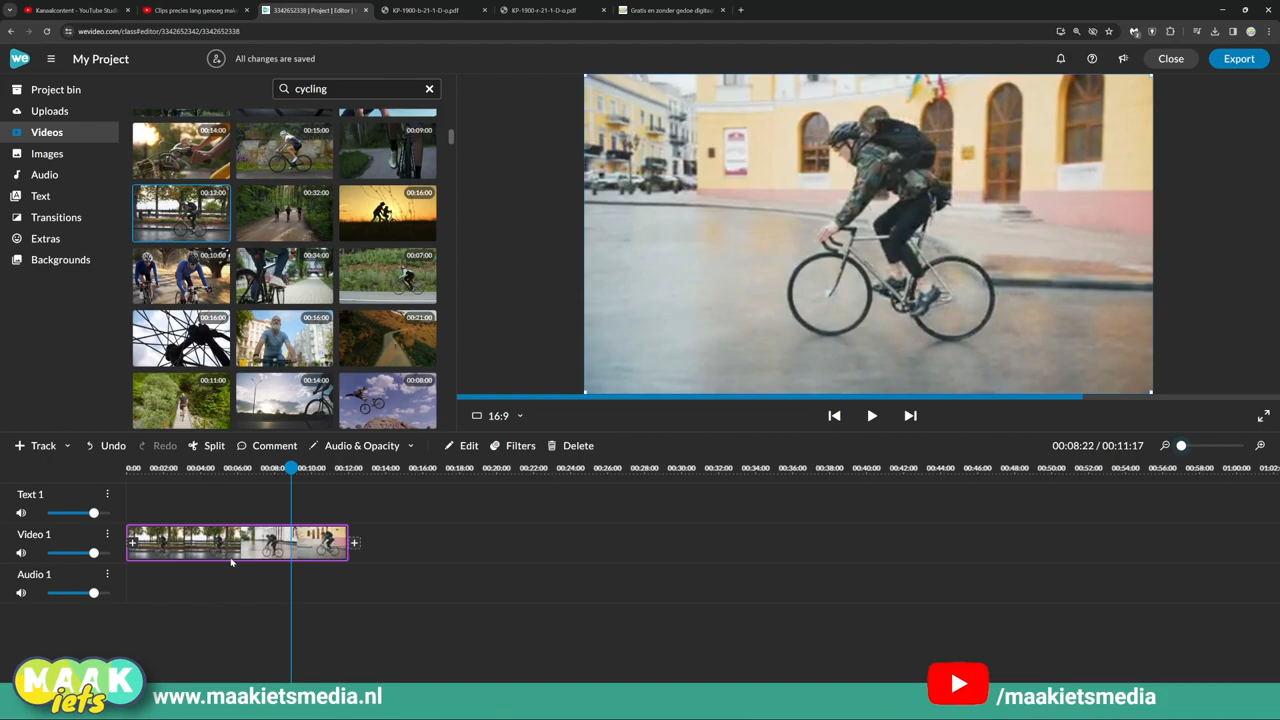 Kanaalcontent - YouTube Stud
Clips precies lang genoeg mak
3342652338 | Project | Editor | V
KP-1900-b-21-1-D-o.pdf
KP-1900-r-21-1-D-o.pdf
Gratis en zonder gedoe digitaa
wevideo.com/class#editor/3342652342/3342652338
we
My Project
All changes are saved
Close
Export
Project bin
Uploads
Videos
Images
Audio
Text
Transitions
Extras
Backgrounds
cycling
00:14:00
00:15:00
00:09:00
00:12:00
00:32:00
00:16:00
00:10:00
00:34:00
00:07:00
00:16:00
00:16:00
00:21:00
00:11:00
00:14:00
00:08:00
16:9
Track
Undo
Redo
Split
Comment
Audio & Opacity
Edit
Filters
Delete
00:08:22 / 00:11:17
0:00 00:02:00 00:04:00 00:06:00 00:08:0 00:10:00 00:12:00 00:14:00 00:16:00 00:18:00 00:20:00 00:22:00 00:24:00 00:26:00 00:28:00 00:30:00 00:32:00 00:34:00 00:36:00 00:38:00 00:40:00 00:42:00 00:44:00 00:46:00 00:48:00 00:50:00 00:52:00 00:54:00 00:56:00 00:58:00 01:00:00 01:02:
Text 1
Video 1
Audio 1
MAAK
iets
www.maakietsmedia.nl
/maakietsmedia